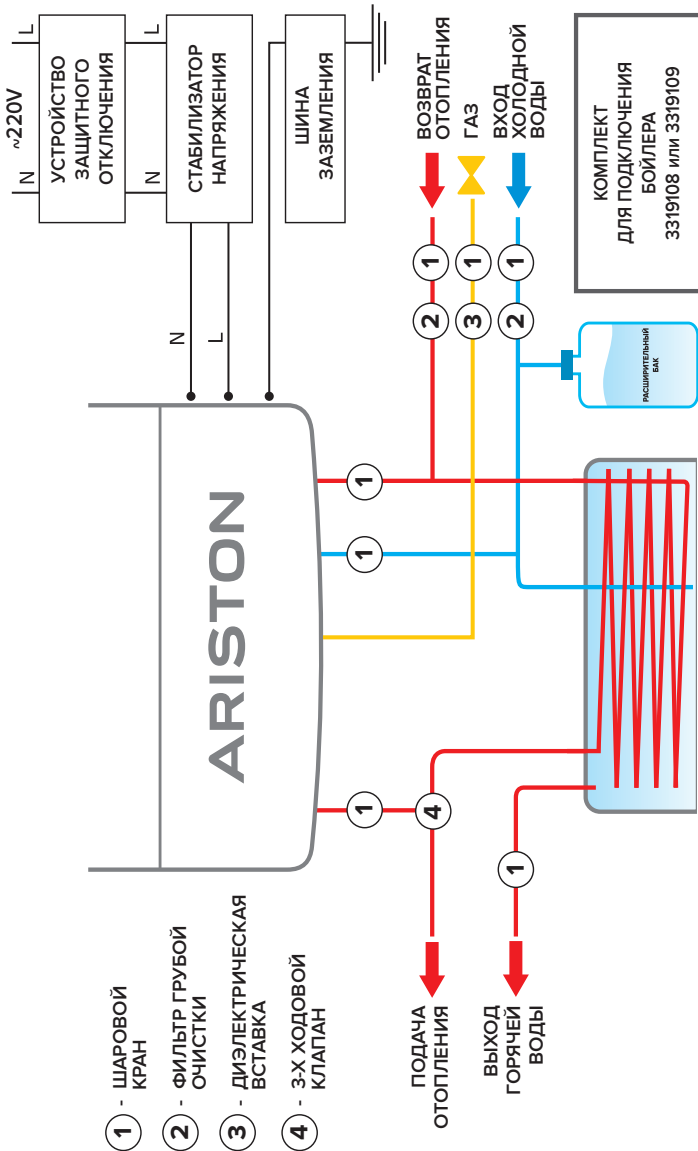 1 - ШАРОВОЙ
КРАН
2 - ФИЛЬТР ГРУБОЙ
ОЧИСТКИ
3 - ДИЭЛЕКТРИЧЕСКАЯ
ВСТАВКА
4 - 3-Х ХОДОВОЙ
КЛАПАН
ARISTON
~220V
N
L
УСТРОЙСТВО
ЗАЩИТНОГО
ОТКЛЮЧЕНИЯ
N
L
СТАБИЛИЗАТОР
НАПРЯЖЕНИЯ
N
L
ШИНА
ЗАЗЕМЛЕНИЯ
1
1
1
4
ПОДАЧА
ОТОПЛЕНИЯ
2
1
ВОЗВРАТ
ОТОПЛЕНИЯ
3
1
ГАЗ
2
1
ВХОД
ХОЛОДНОЙ
ВОДЫ
1
ВЫХОД
ГОРЯЧЕЙ
ВОДЫ
РАСШИРИТЕЛЬНЫЙ
БАК
КОМПЛЕКТ
ДЛЯ ПОДКЛЮЧЕНИЯ
БОЙЛЕРА
3319108 или 3319109